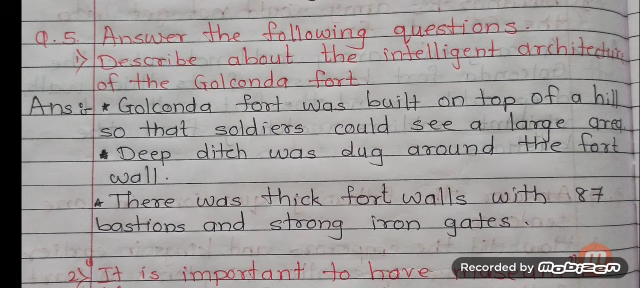 Q.5. Answer the following questions.
1) Describe about the intelligent architecture
of the Golconda fort
Ans:- * Golconda fort was built on top of a hill
so that soldiers could see a large area
* Deep ditch was dug around the fort
wall.
* There was thick fort walls with 87
bastions and strong iron gates.
2) It is important to have
Recorded by Mobizen